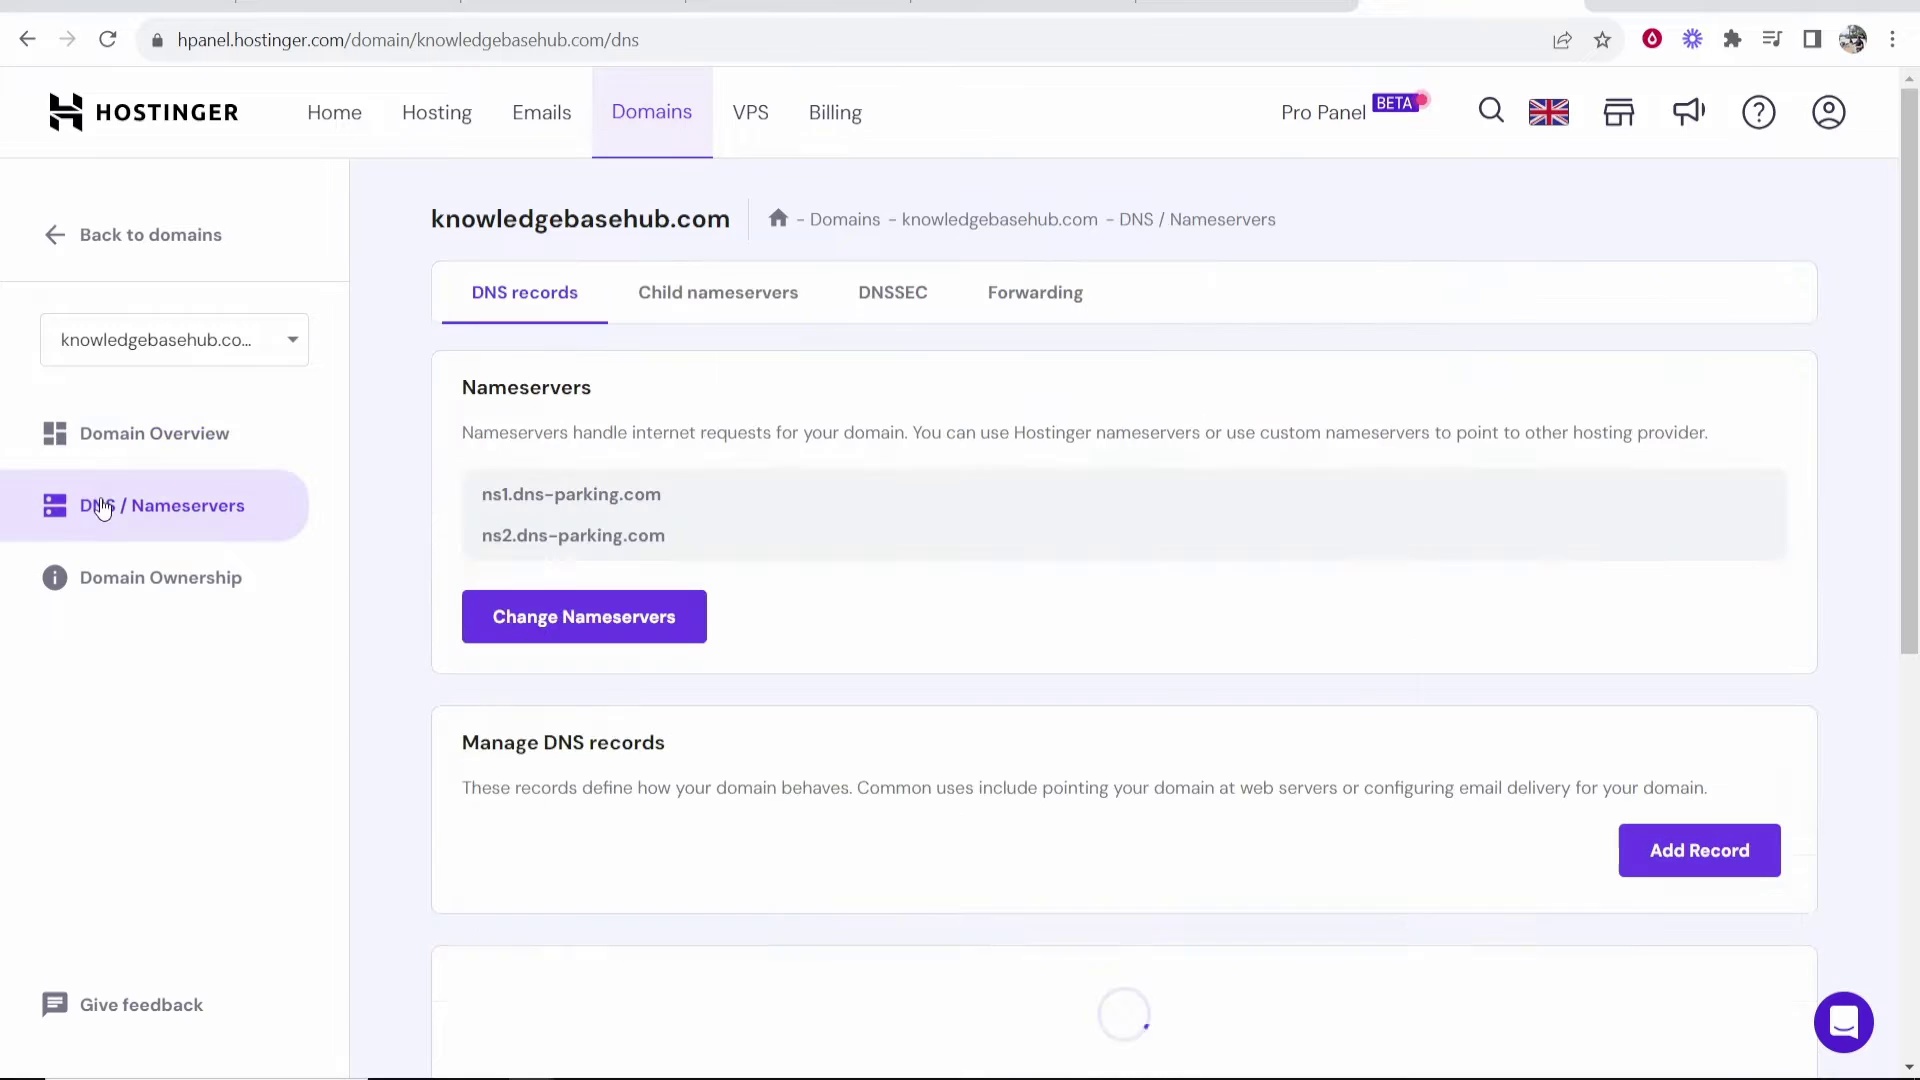 hpanel.hostinger.com/domain/knowledgebasehub.com/dns
HOSTINGER
Home
Hosting
Emails
Domains
VPS
Billing
Pro Panel BETA
Back to domains
knowledgebasehub.co...
Domain Overview
DNS / Nameservers
Domain Ownership
Give feedback
knowledgebasehub.com
- Domains - knowledgebasehub.com - DNS / Nameservers
DNS records
Child nameservers
DNSSEC
Forwarding
Nameservers
Nameservers handle internet requests for your domain. You can use Hostinger nameservers or use custom nameservers to point to other hosting provider.
ns1.dns-parking.com
ns2.dns-parking.com
Change Nameservers
Manage DNS records
These records define how your domain behaves. Common uses include pointing your domain at web servers or configuring email delivery for your domain.
Add Record